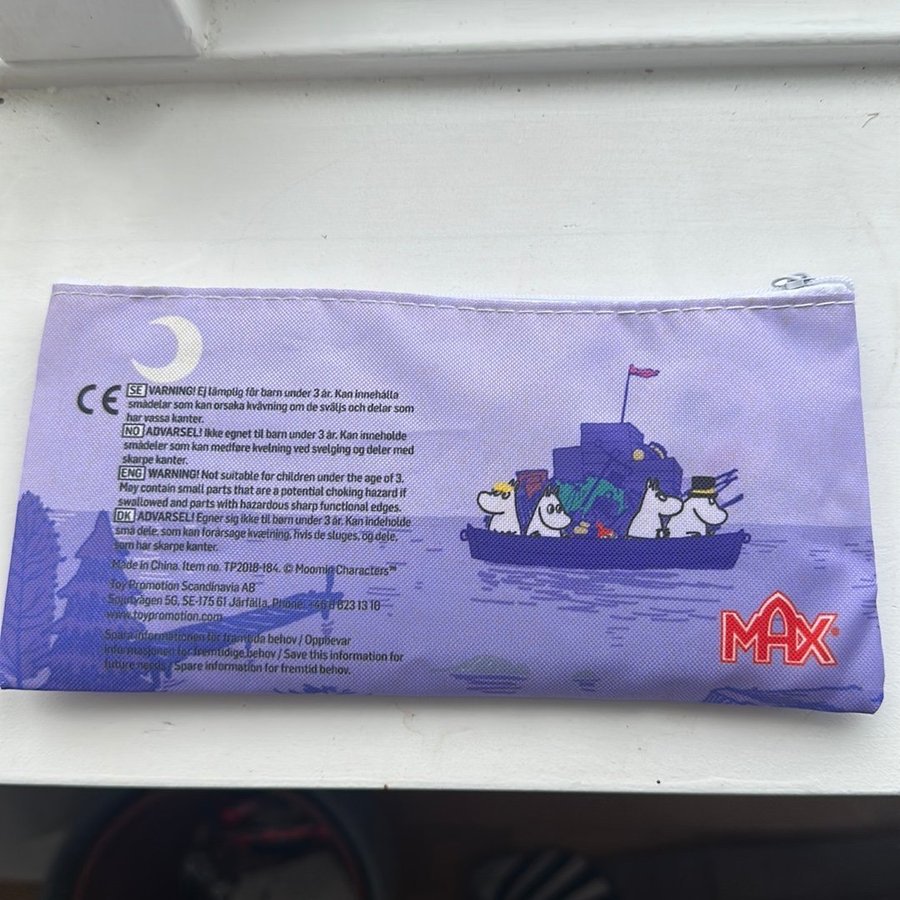 CE
SE VARNING! Ej lämplig för barn under 3 år. Kan innehålla
smådelar som kan orsaka kvävning om de sväljs och delar som
har vassa kanter.
NO ADVARSEL! Ikke egnet til barn under 3 år. Kan inneholde
smådeler som kan medføre kvelning ved svelging og deler med
skarpe kanter.
ENG WARNING! Not suitable for children under the age of 3.
May contain small parts that are a potential choking hazard if
swallowed and parts with hazardous sharp functional edges.
DK ADVARSEL! Egner sig ikke til børn under 3 år. Kan indeholde
små dele, som kan forårsage kvælning, hvis de sluges, og dele,
som har skarpe kanter.
Made in China. Item no. TP2018-184. © Moomin Characters™
Toy Promotion Scandinavia AB
Spjutvägen 5G, SE-175 61 Järfälla, Phone: +46 8 623 13 10
www.toypromotion.com
Spara informationen för framtida behov / Oppbevar
informasjonen for fremtidige behov / Save this information for
future needs / Spare information for fremtid behov.
MAX®